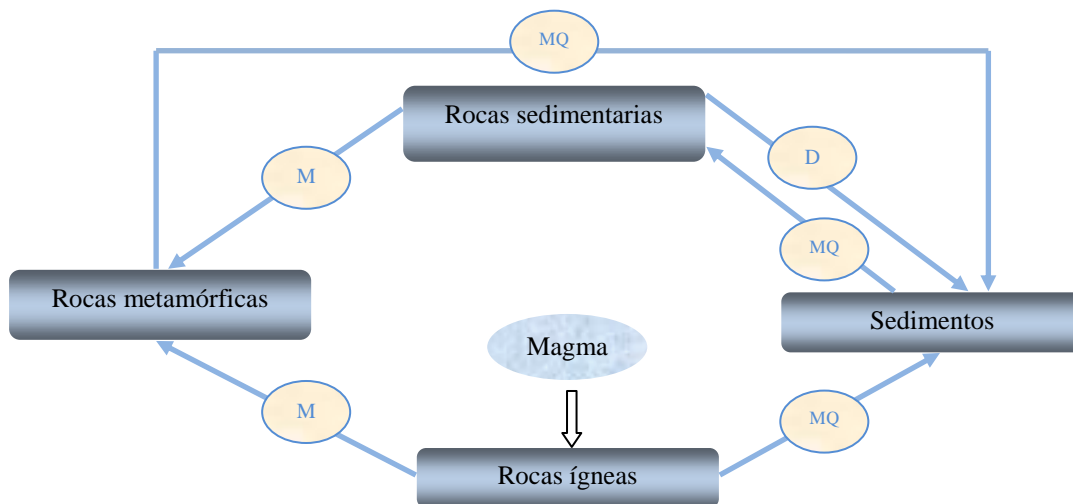 MQ
Rocas sedimentarias
D
M
MQ
Rocas metamórficas
Sedimentos
Magma
M
MQ
Rocas ígneas